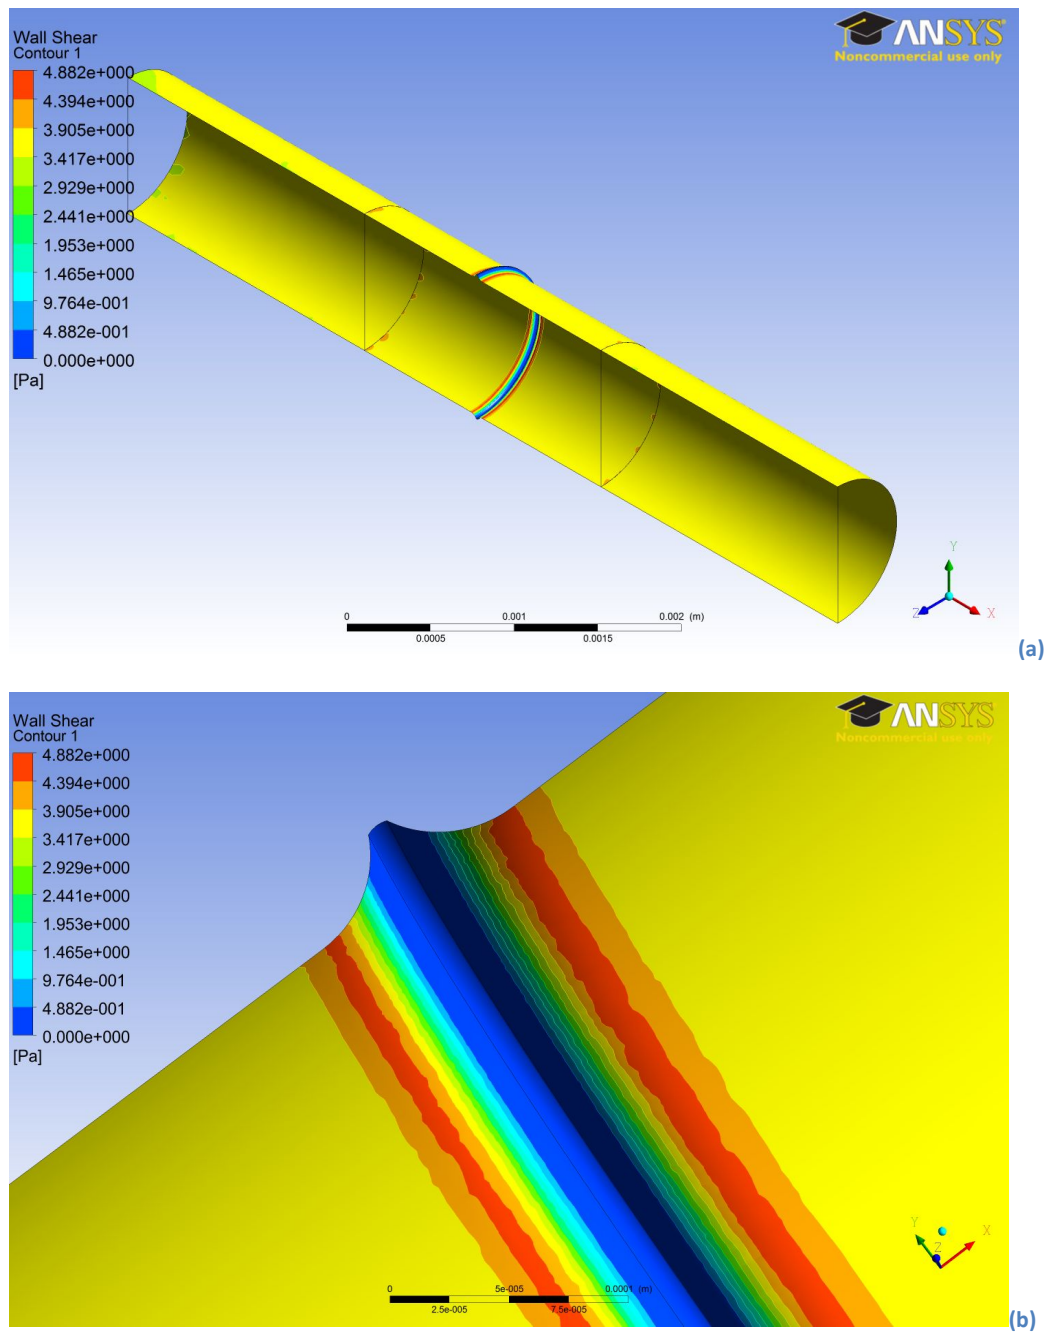 Wall Shear
Contour 1
4.882e+000
4.394e+000
3.905e+000
3.417e+000
2.929e+000
2.441e+000
1.953e+000
1.465e+000
9.764e-001
4.882e-001
0.000e+000
[Pa]
ANSYS
Noncommercial use only
Y
Z
X
0
0.001
0.002 (m)
0.0005
0.0015
(a)
Wall Shear
Contour 1
4.882e+000
4.394e+000
3.905e+000
3.417e+000
2.929e+000
2.441e+000
1.953e+000
1.465e+000
9.764e-001
4.882e-001
0.000e+000
[Pa]
ANSYS
Noncommercial use only
Y
Z
X
0
5e-005
0.0001 (m)
2.5e-005
7.5e-005
(b)